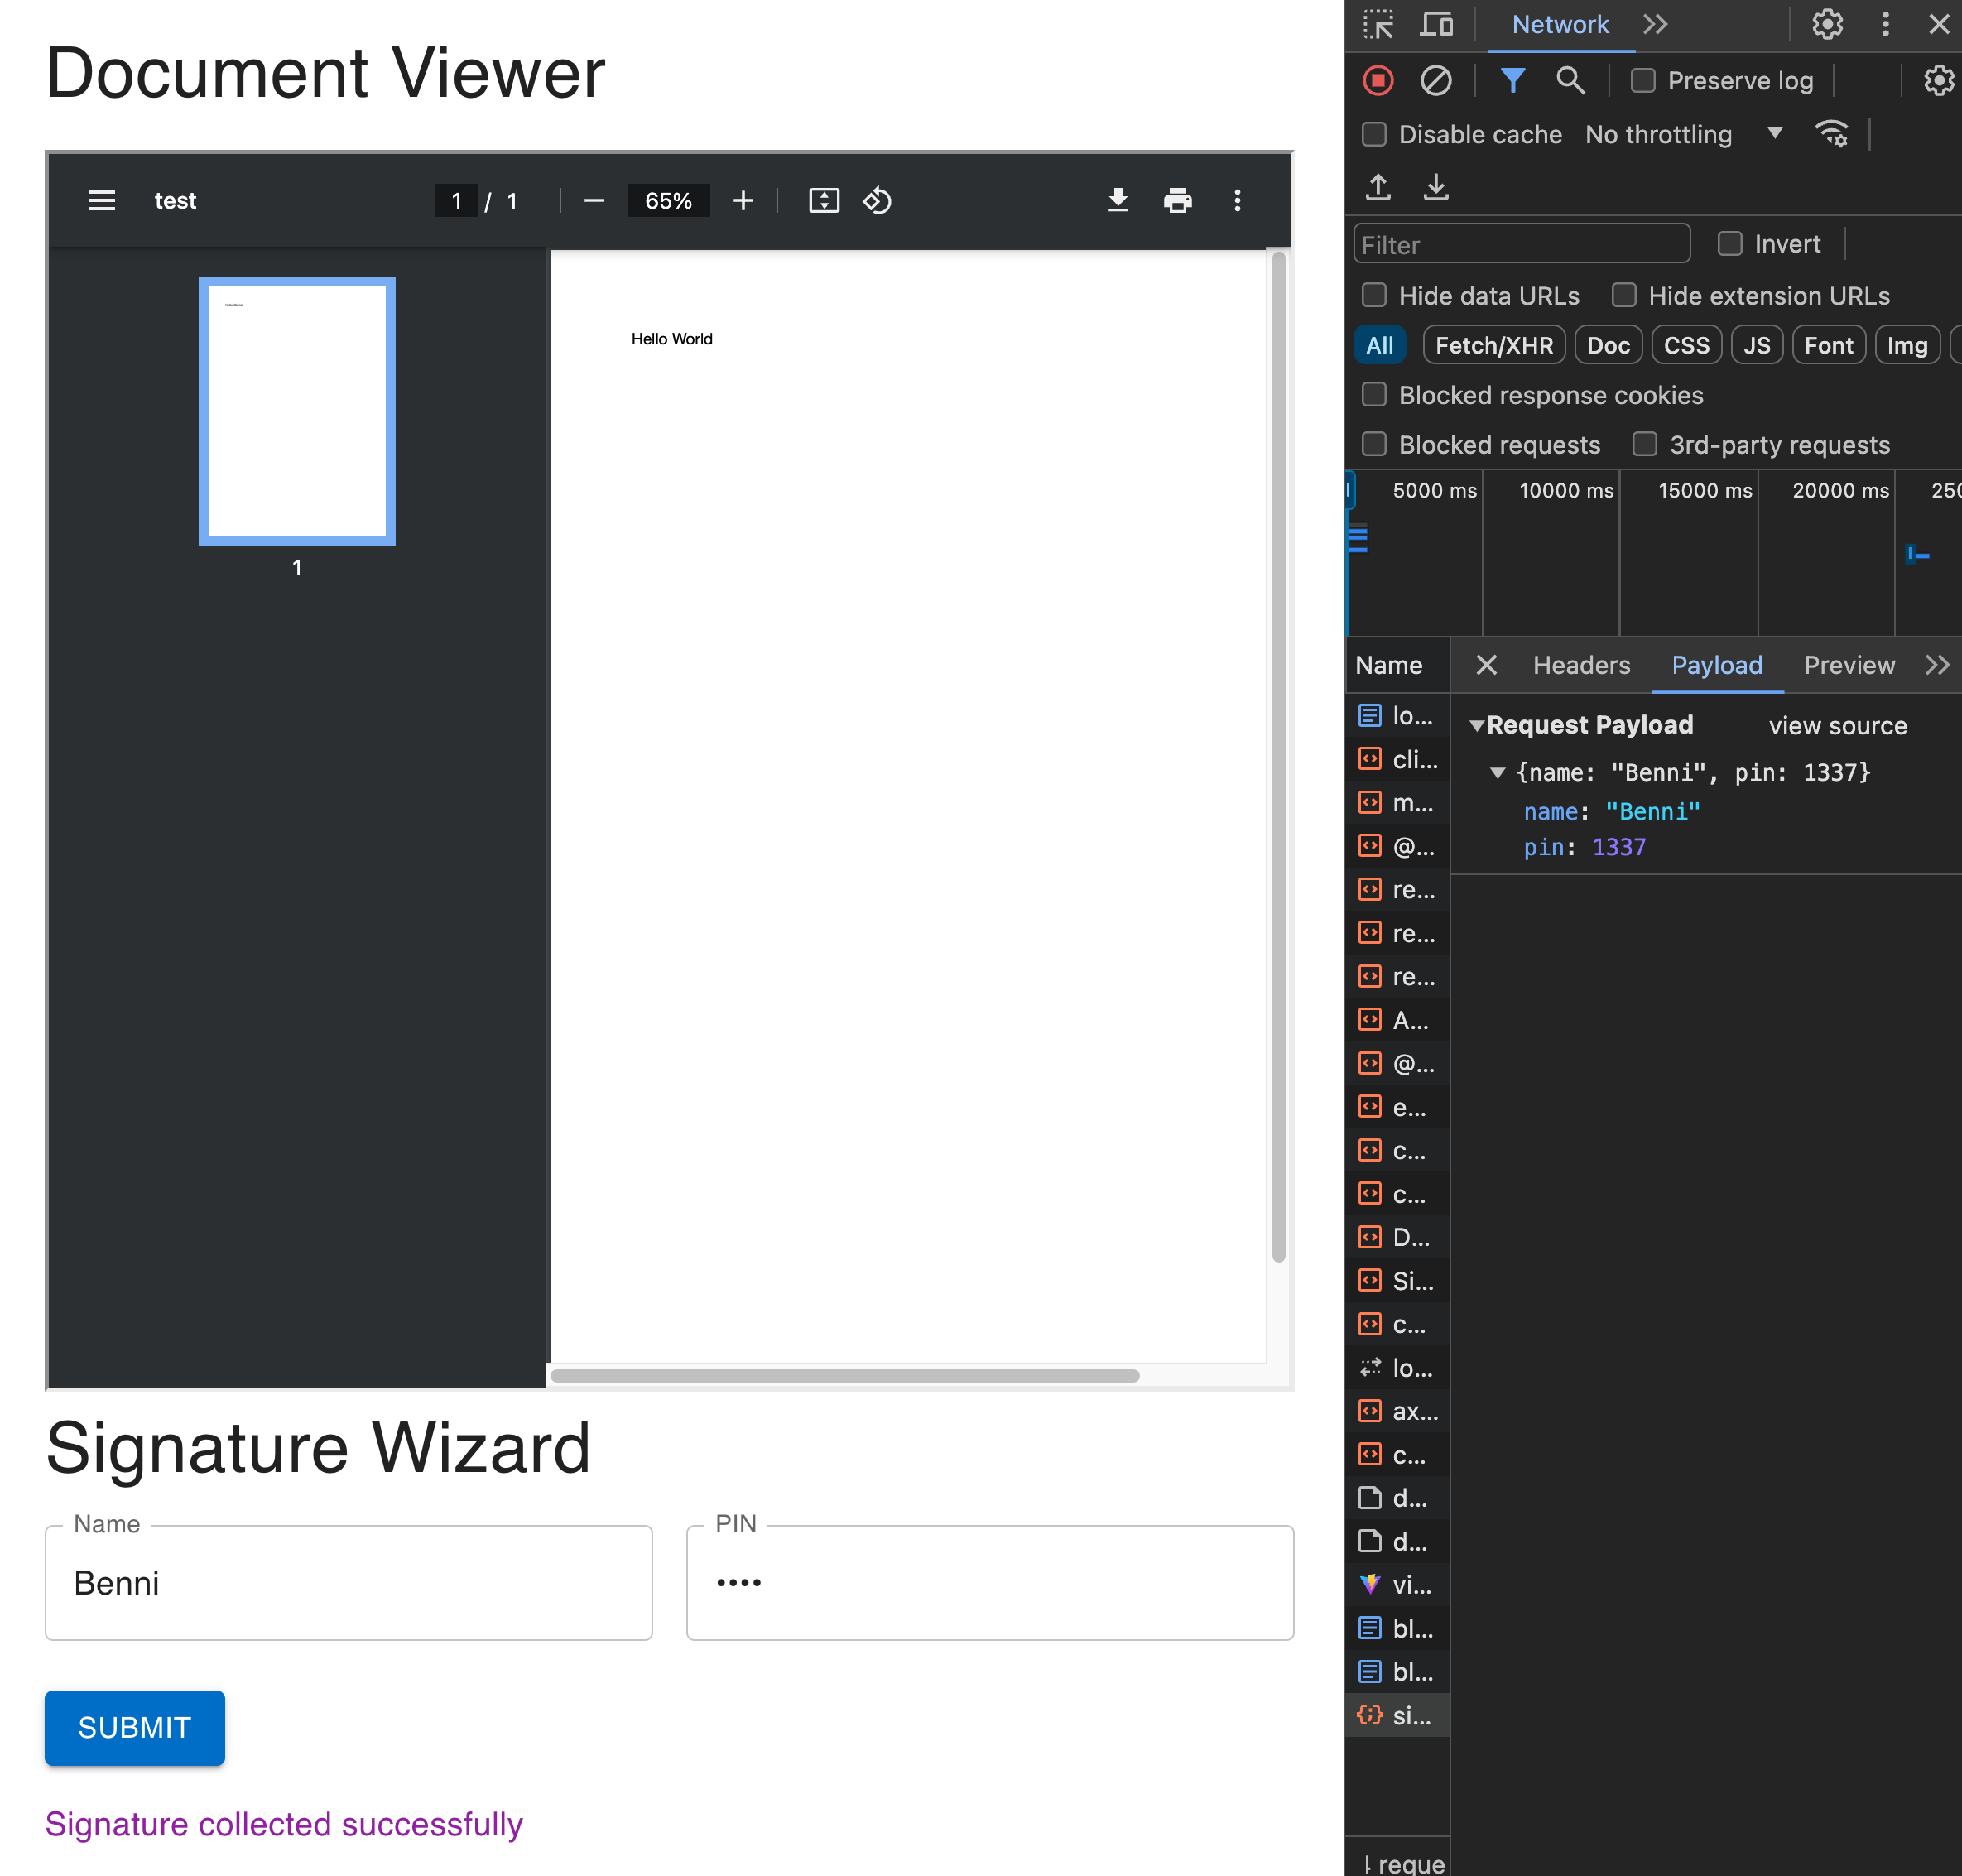 Document Viewer
test
1 / 1
65%
Hello World
1
Hello World
Signature Wizard
Name
Benni
PIN
••••
SUBMIT
Signature collected successfully
Network
Preserve log
Disable cache
No throttling
Filter
Invert
Hide data URLs
Hide extension URLs
All
Fetch/XHR
Doc
CSS
JS
Font
Img
Blocked response cookies
Blocked requests
3rd-party requests
5000 ms
10000 ms
15000 ms
20000 ms
250
Name
Headers
Payload
Preview
lo...
cli...
m...
@...
re...
re...
re...
A...
@...
e...
c...
c...
D...
Si...
c...
lo...
ax...
c...
d...
d...
vi...
bl...
bl...
si...
reque
Request Payload
view source
{name: "Benni", pin: 1337}
name: "Benni"
pin: 1337